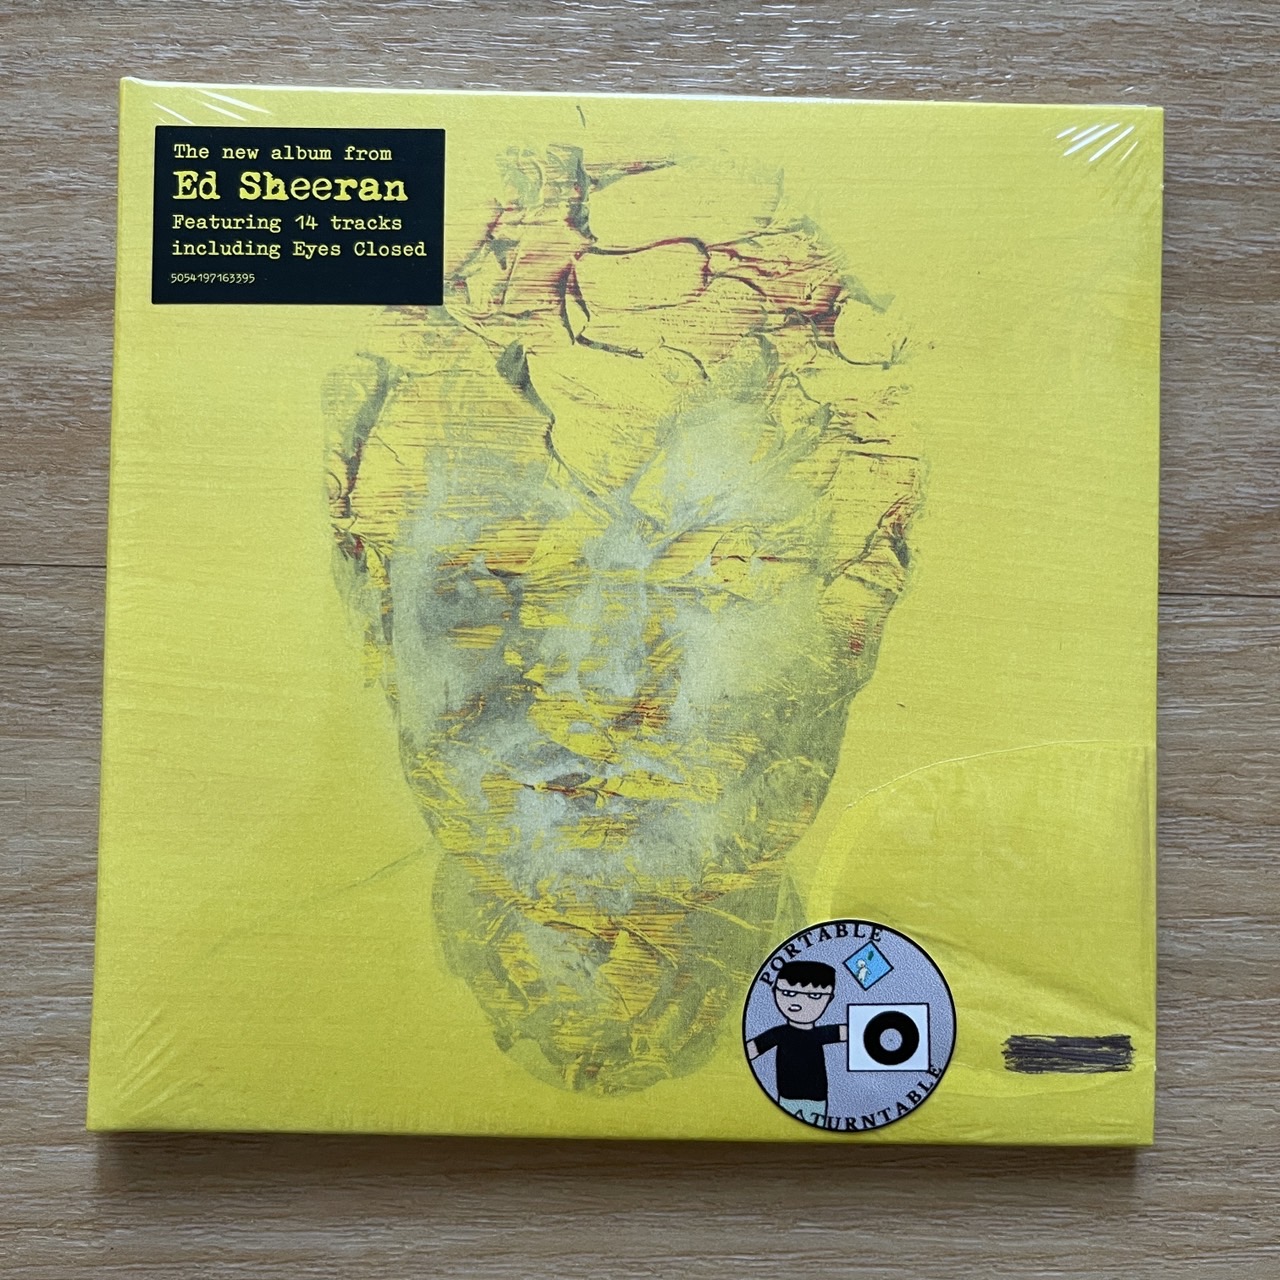 The new album from
Ed Sheeran
Featuring 14 tracks
including Eyes Closed
5054197163395
PORTABLE
TURNTABLE